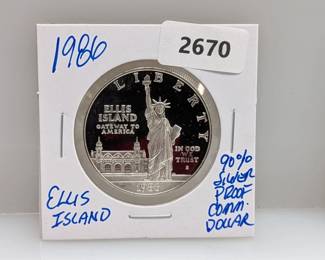 1986
2670
LIBERTY
ELLIS
ISLAND
GATEWAY TO
AMERICA
IN GOD
WE
TRUST
S
1986
ELLIS
ISLAND
90%
SILVER
PROOF
COMM.
DOLLAR